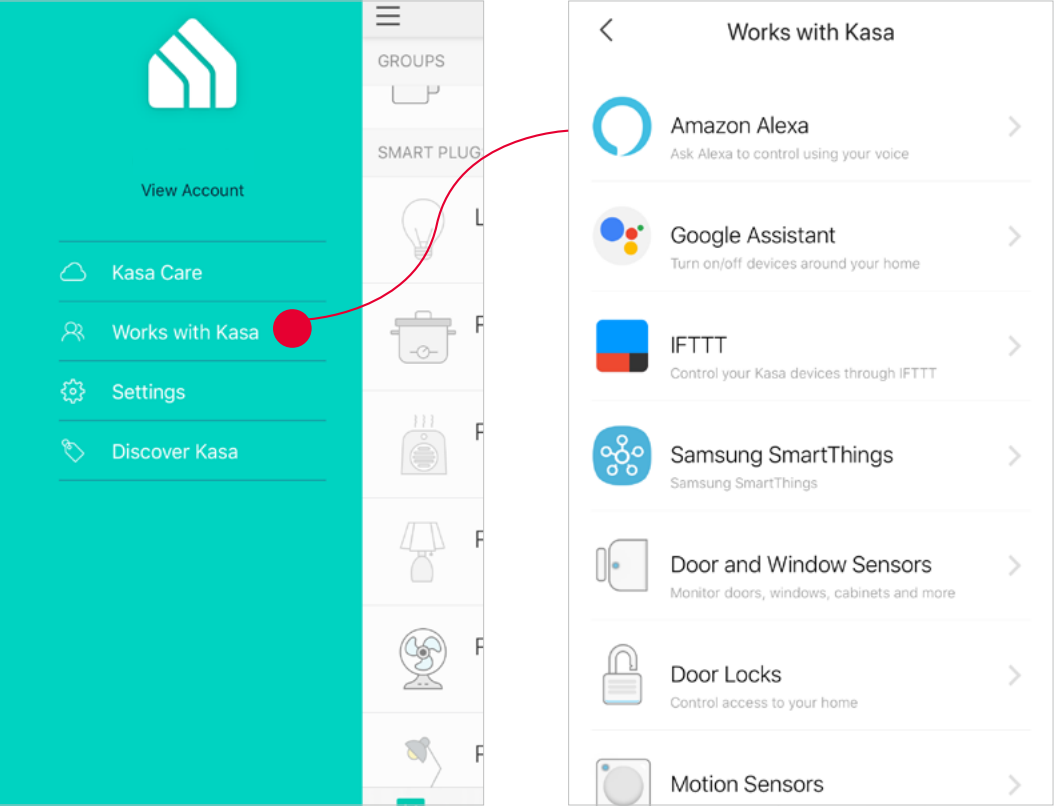 View Account
Kasa Care
Works with Kasa
Settings
Discover Kasa
GROUPS
SMART PLUG
L
F
F
F
F
F
Works with Kasa
Amazon Alexa
Ask Alexa to control using your voice
Google Assistant
Turn on/off devices around your home
IFTTT
Control your Kasa devices through IFTTT
Samsung SmartThings
Samsung SmartThings
Door and Window Sensors
Monitor doors, windows, cabinets and more
Door Locks
Control access to your home
Motion Sensors